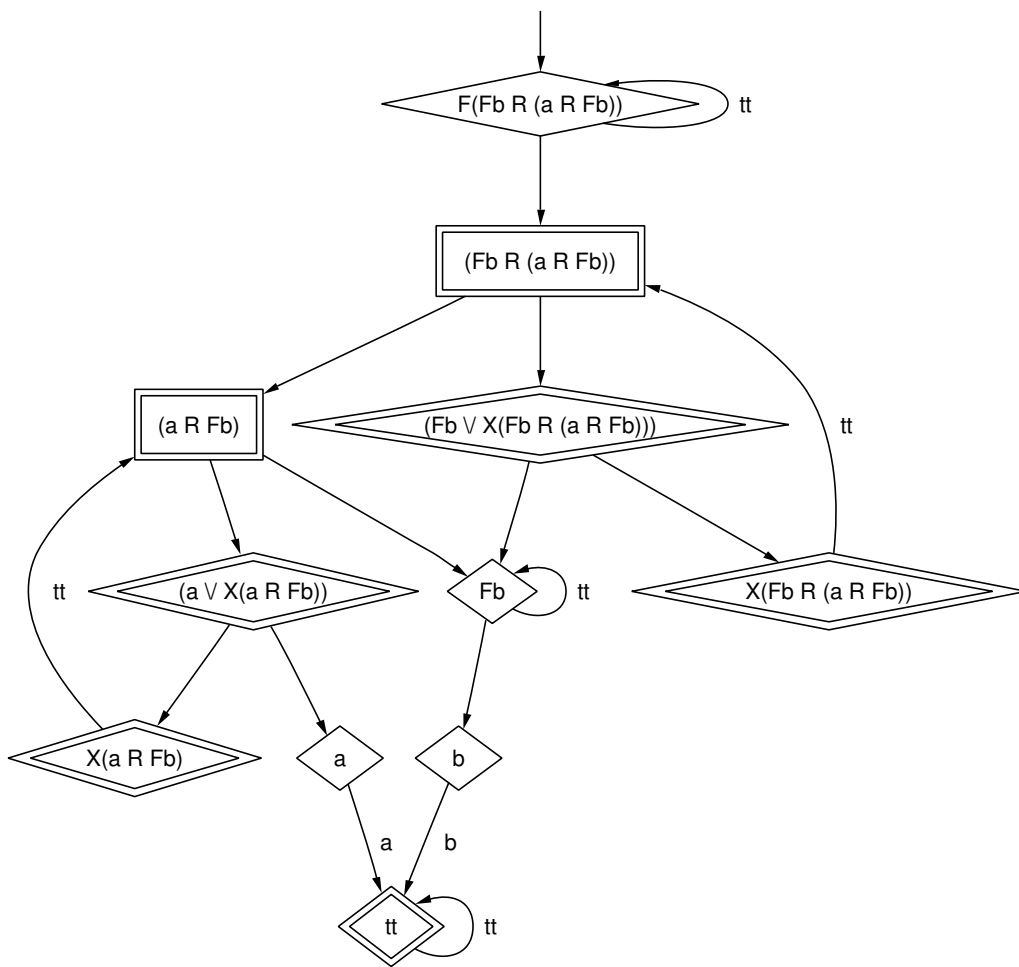 F(Fb R (a R Fb))
tt
(Fb R (a R Fb))
(a R Fb)
(Fb \/ X(Fb R (a R Fb)))
tt
tt
(a \/ X(a R Fb))
Fb
tt
X(Fb R (a R Fb))
X(a R Fb)
a
b
a
b
tt
tt